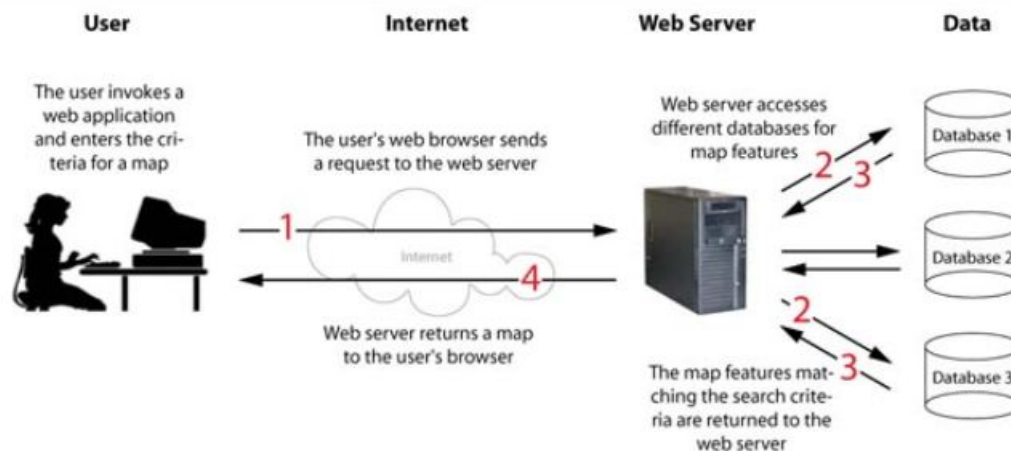 User
Internet
Web Server
Data
The user invokes a
web application
and enters the cri-
teria for a map
The user's web browser sends
a request to the web server
Web server accesses
different databases for
map features
1
Internet
4
Web server returns a map
to the user's browser
2
3
2
3
The map features mat-
ching the search crite-
ria are returned to the
web server
Database 1
Database 2
Database 3